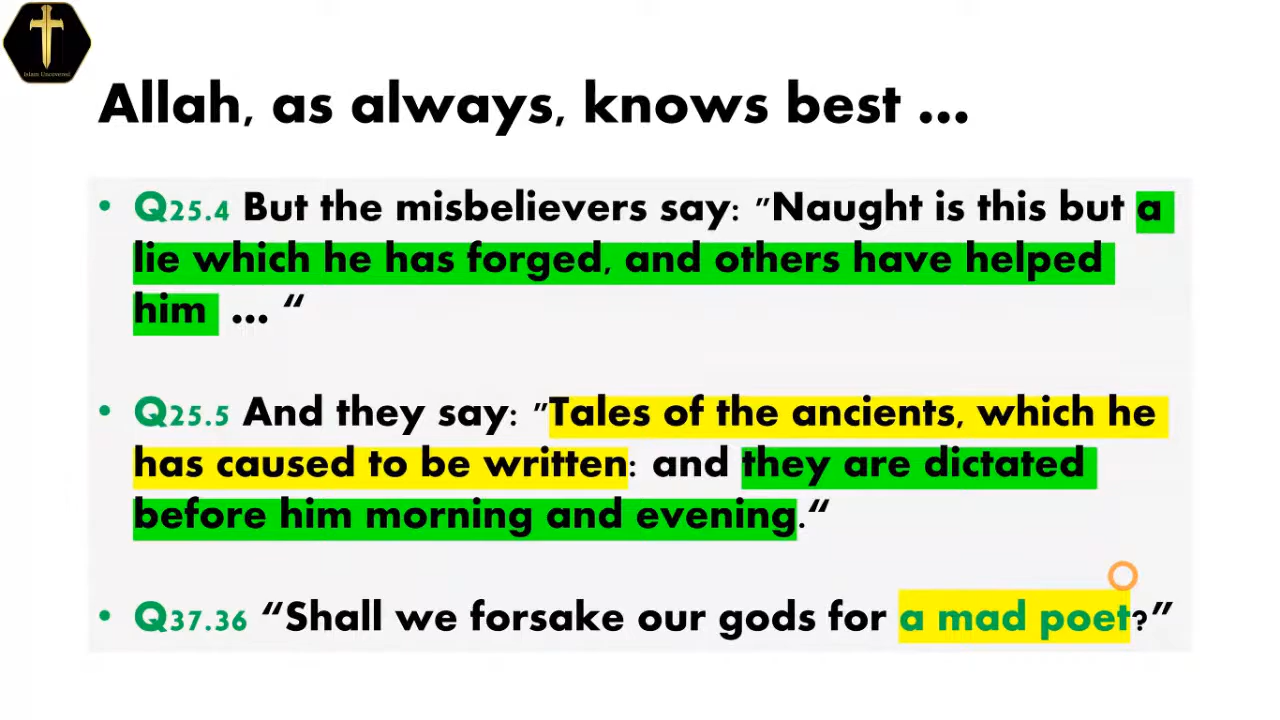 Islam Uncovered
Allah, as always, knows best ...
• Q25.4 But the misbelievers say: "Naught is this but a
lie which he has forged, and others have helped
him ... “
• Q25.5 And they say: "Tales of the ancients, which he
has caused to be written: and they are dictated
before him morning and evening.“
• Q37.36 “Shall we forsake our gods for a mad poet?”